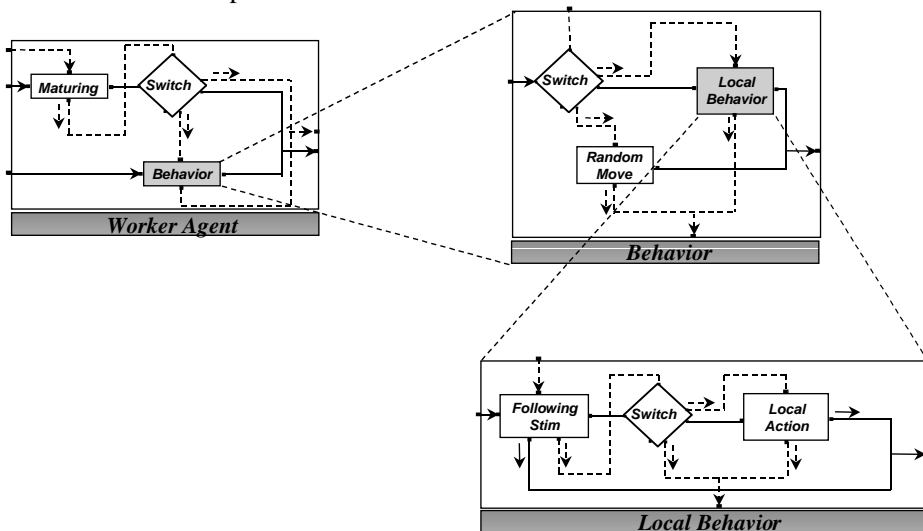 Maturing
Switch
Behavior
Worker Agent
Switch
Local
Behavior
Random
Move
Behavior
Following
Stim
Switch
Local
Action
Local Behavior